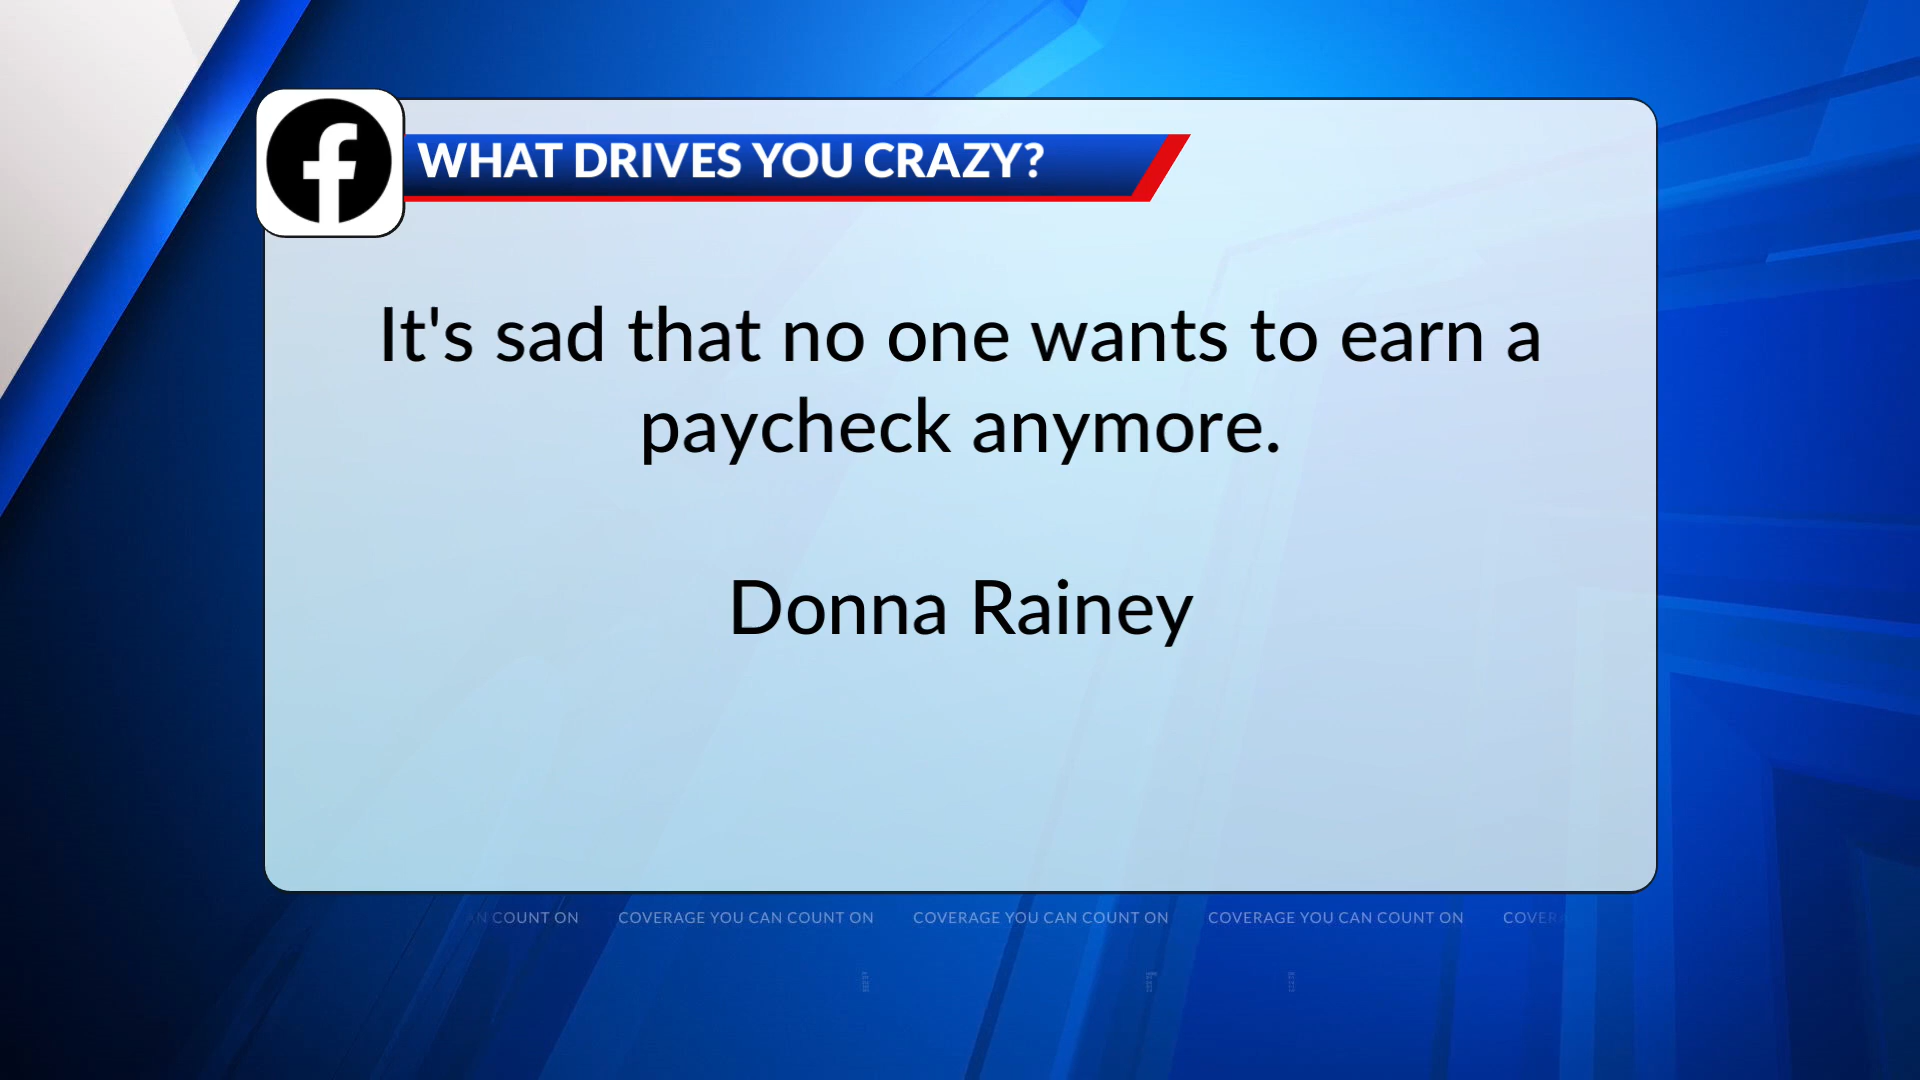 WHAT DRIVES YOU CRAZY?
It's sad that no one wants to earn a
paycheck anymore.
Donna Rainey
N COUNT ON COVERAGE YOU CAN COUNT ON COVERAGE YOU CAN COUNT ON COVERAGE YOU CAN COUNT ON COVER